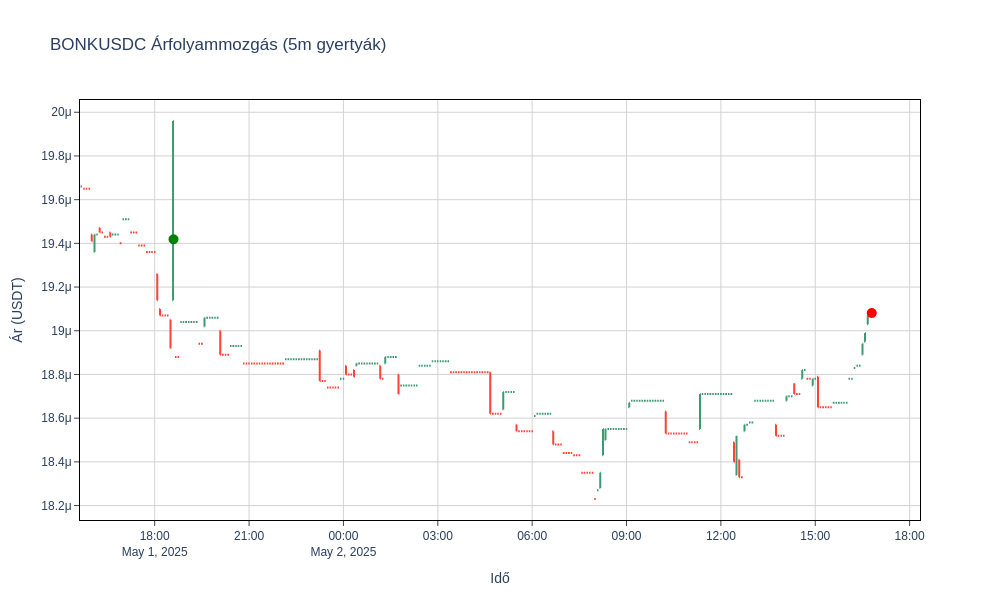 BONKUSDC Árfolyammozgás (5m gyertyák)
20μ
19.8μ
19.6μ
19.4μ
19.2μ
19μ
18.8μ
18.6μ
18.4μ
18.2μ
Ár (USDT)
18:00 21:00 00:00 03:00 06:00 09:00 12:00 15:00 18:00
May 1, 2025 May 2, 2025
Idő